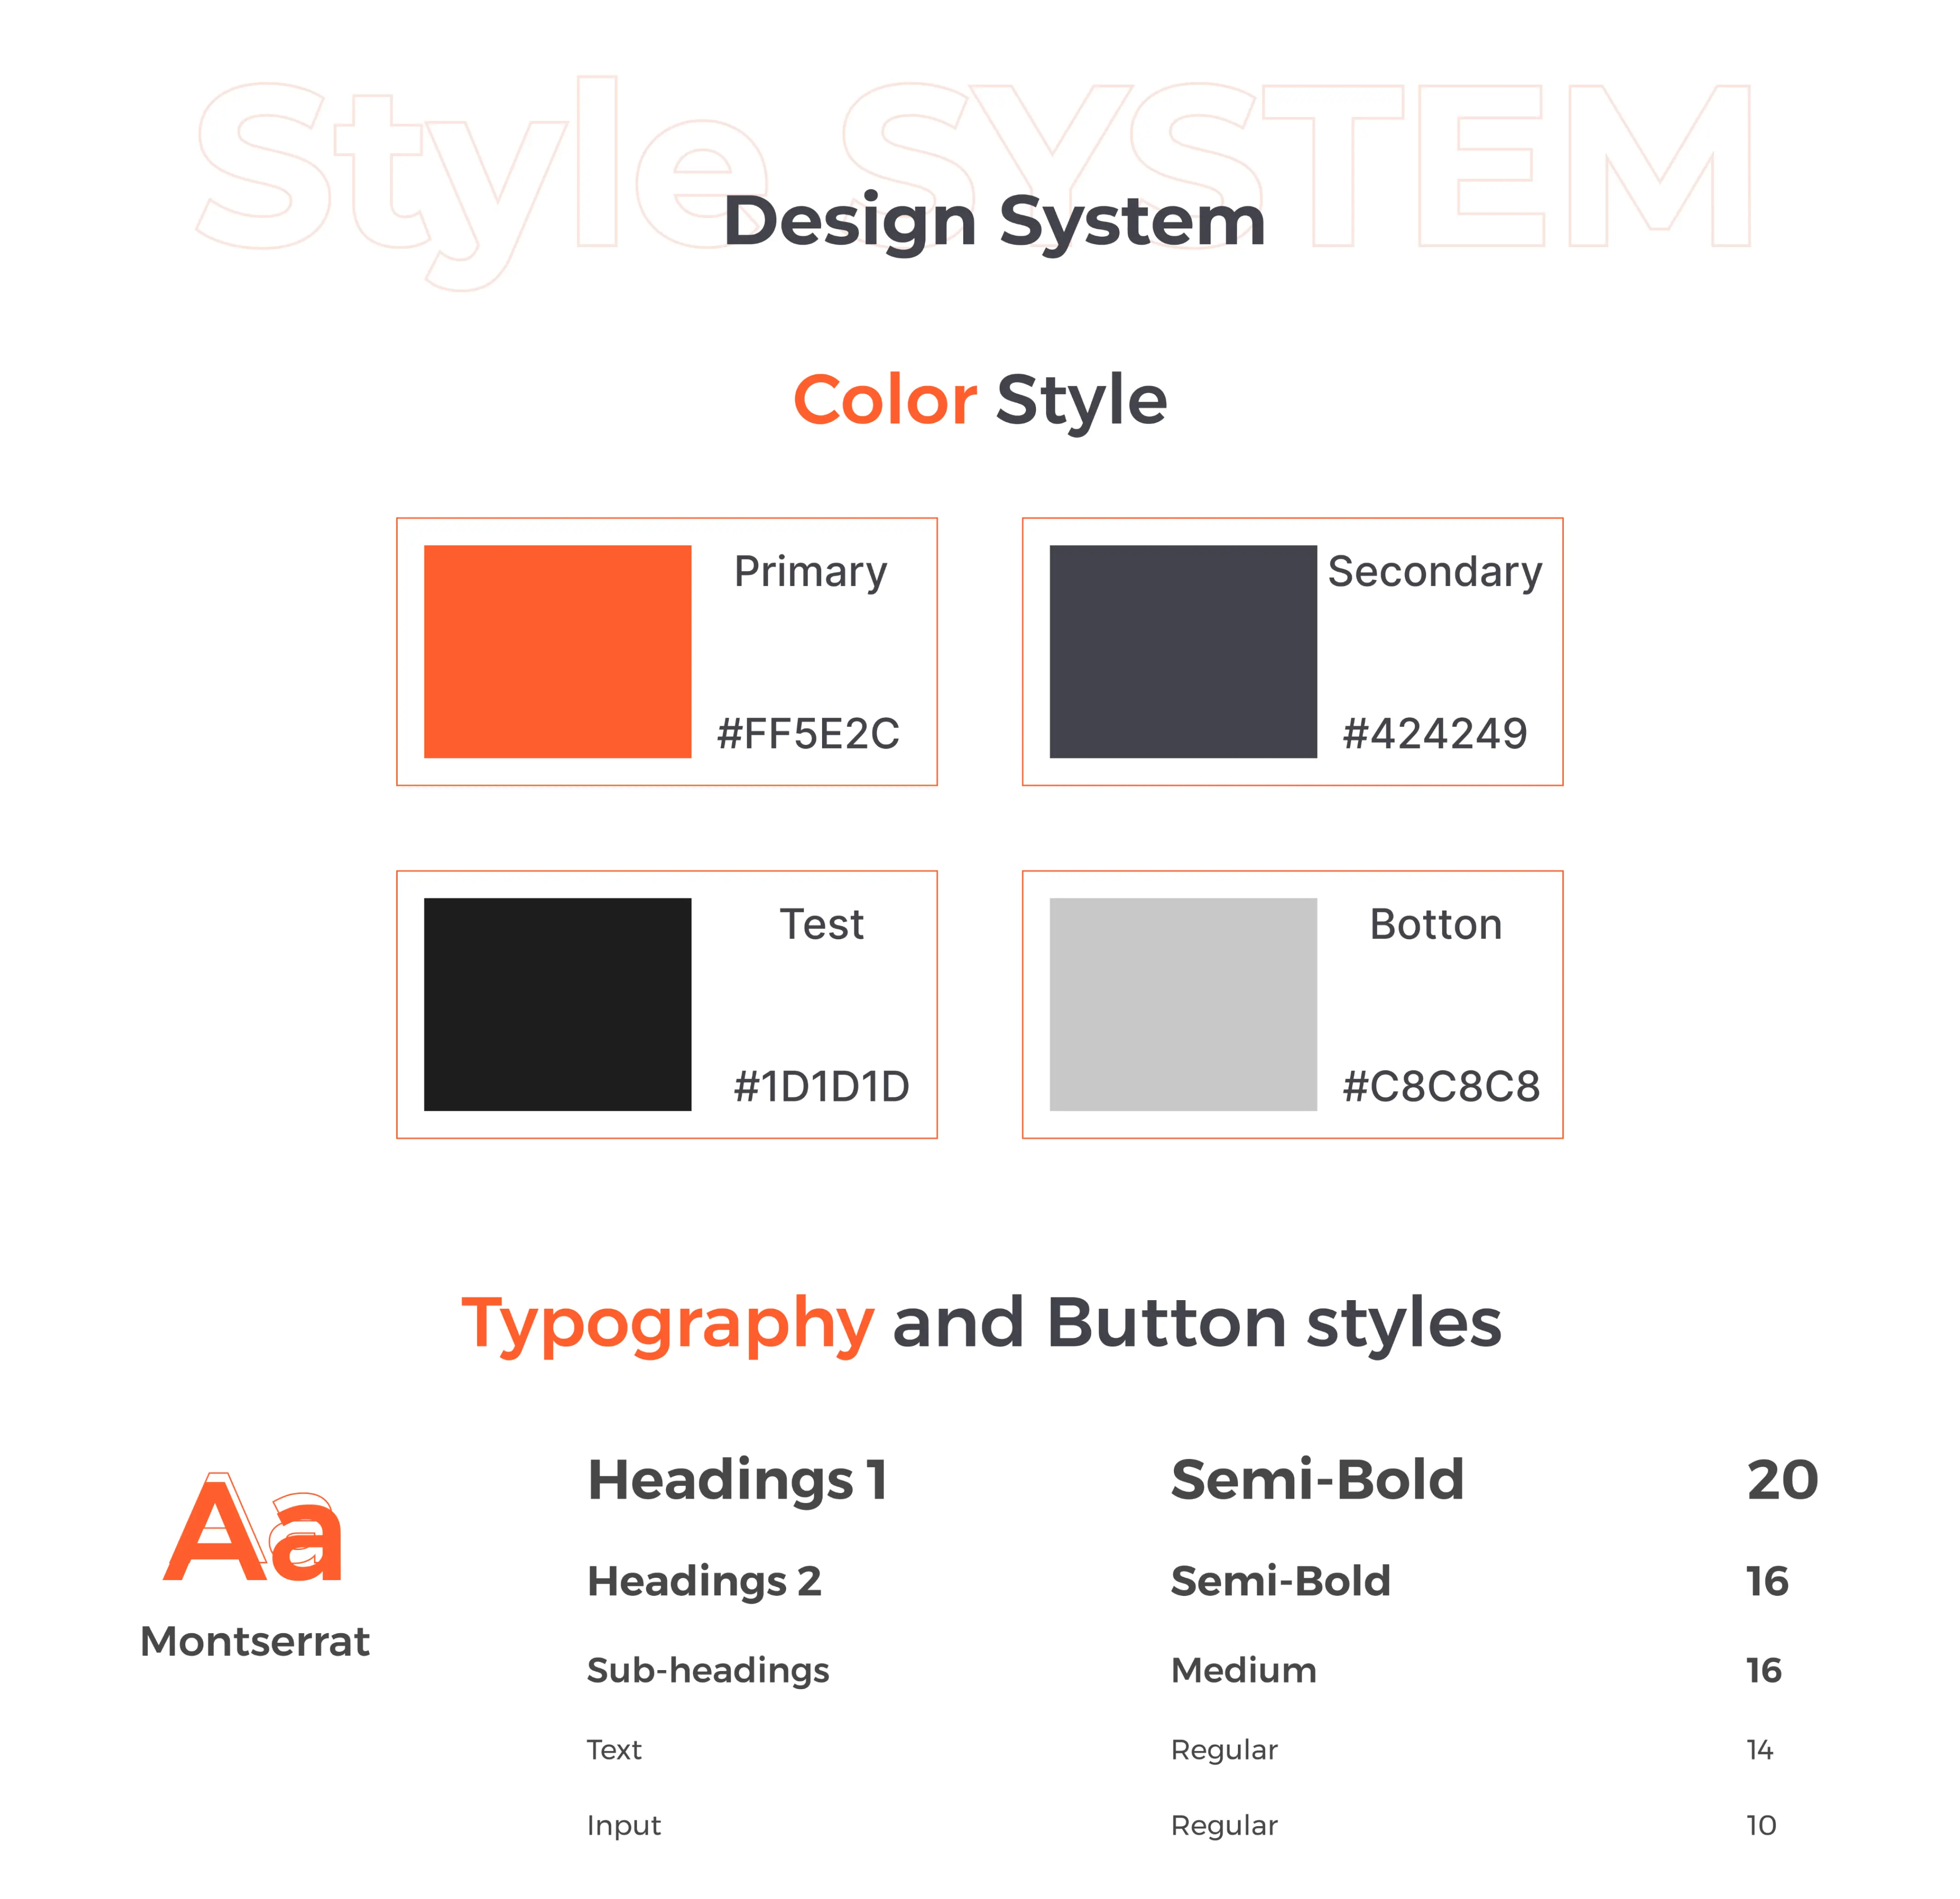 Style SYSTEM
Design System
Color Style
Primary
#FF5E2C
Secondary
#424249
Test
#1D1D1D
Botton
#C8C8C8
Typography and Button styles
Aa
Montserrat
Headings 1 Semi-Bold 20
Headings 2 Semi-Bold 16
Sub-headings Medium 16
Text Regular 14
Input Regular 10